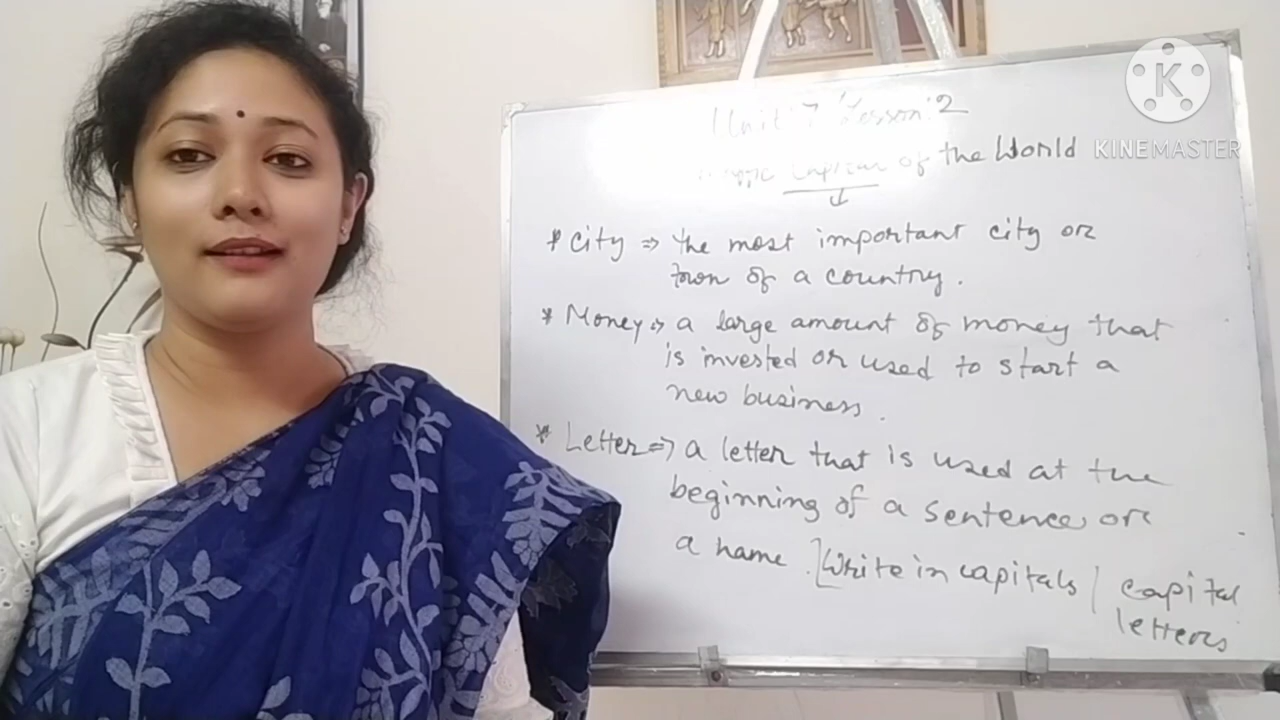 Unit 7 Lesson: 2
Traffic Capital of the World
* City => the most important city or
town of a country.
* Money => a large amount of money that
is invested or used to start a
new business.
* Letter => a letter that is used at the
beginning of a sentence or
a name. [Write in capitals / capital
letters
KINEMASTER
K